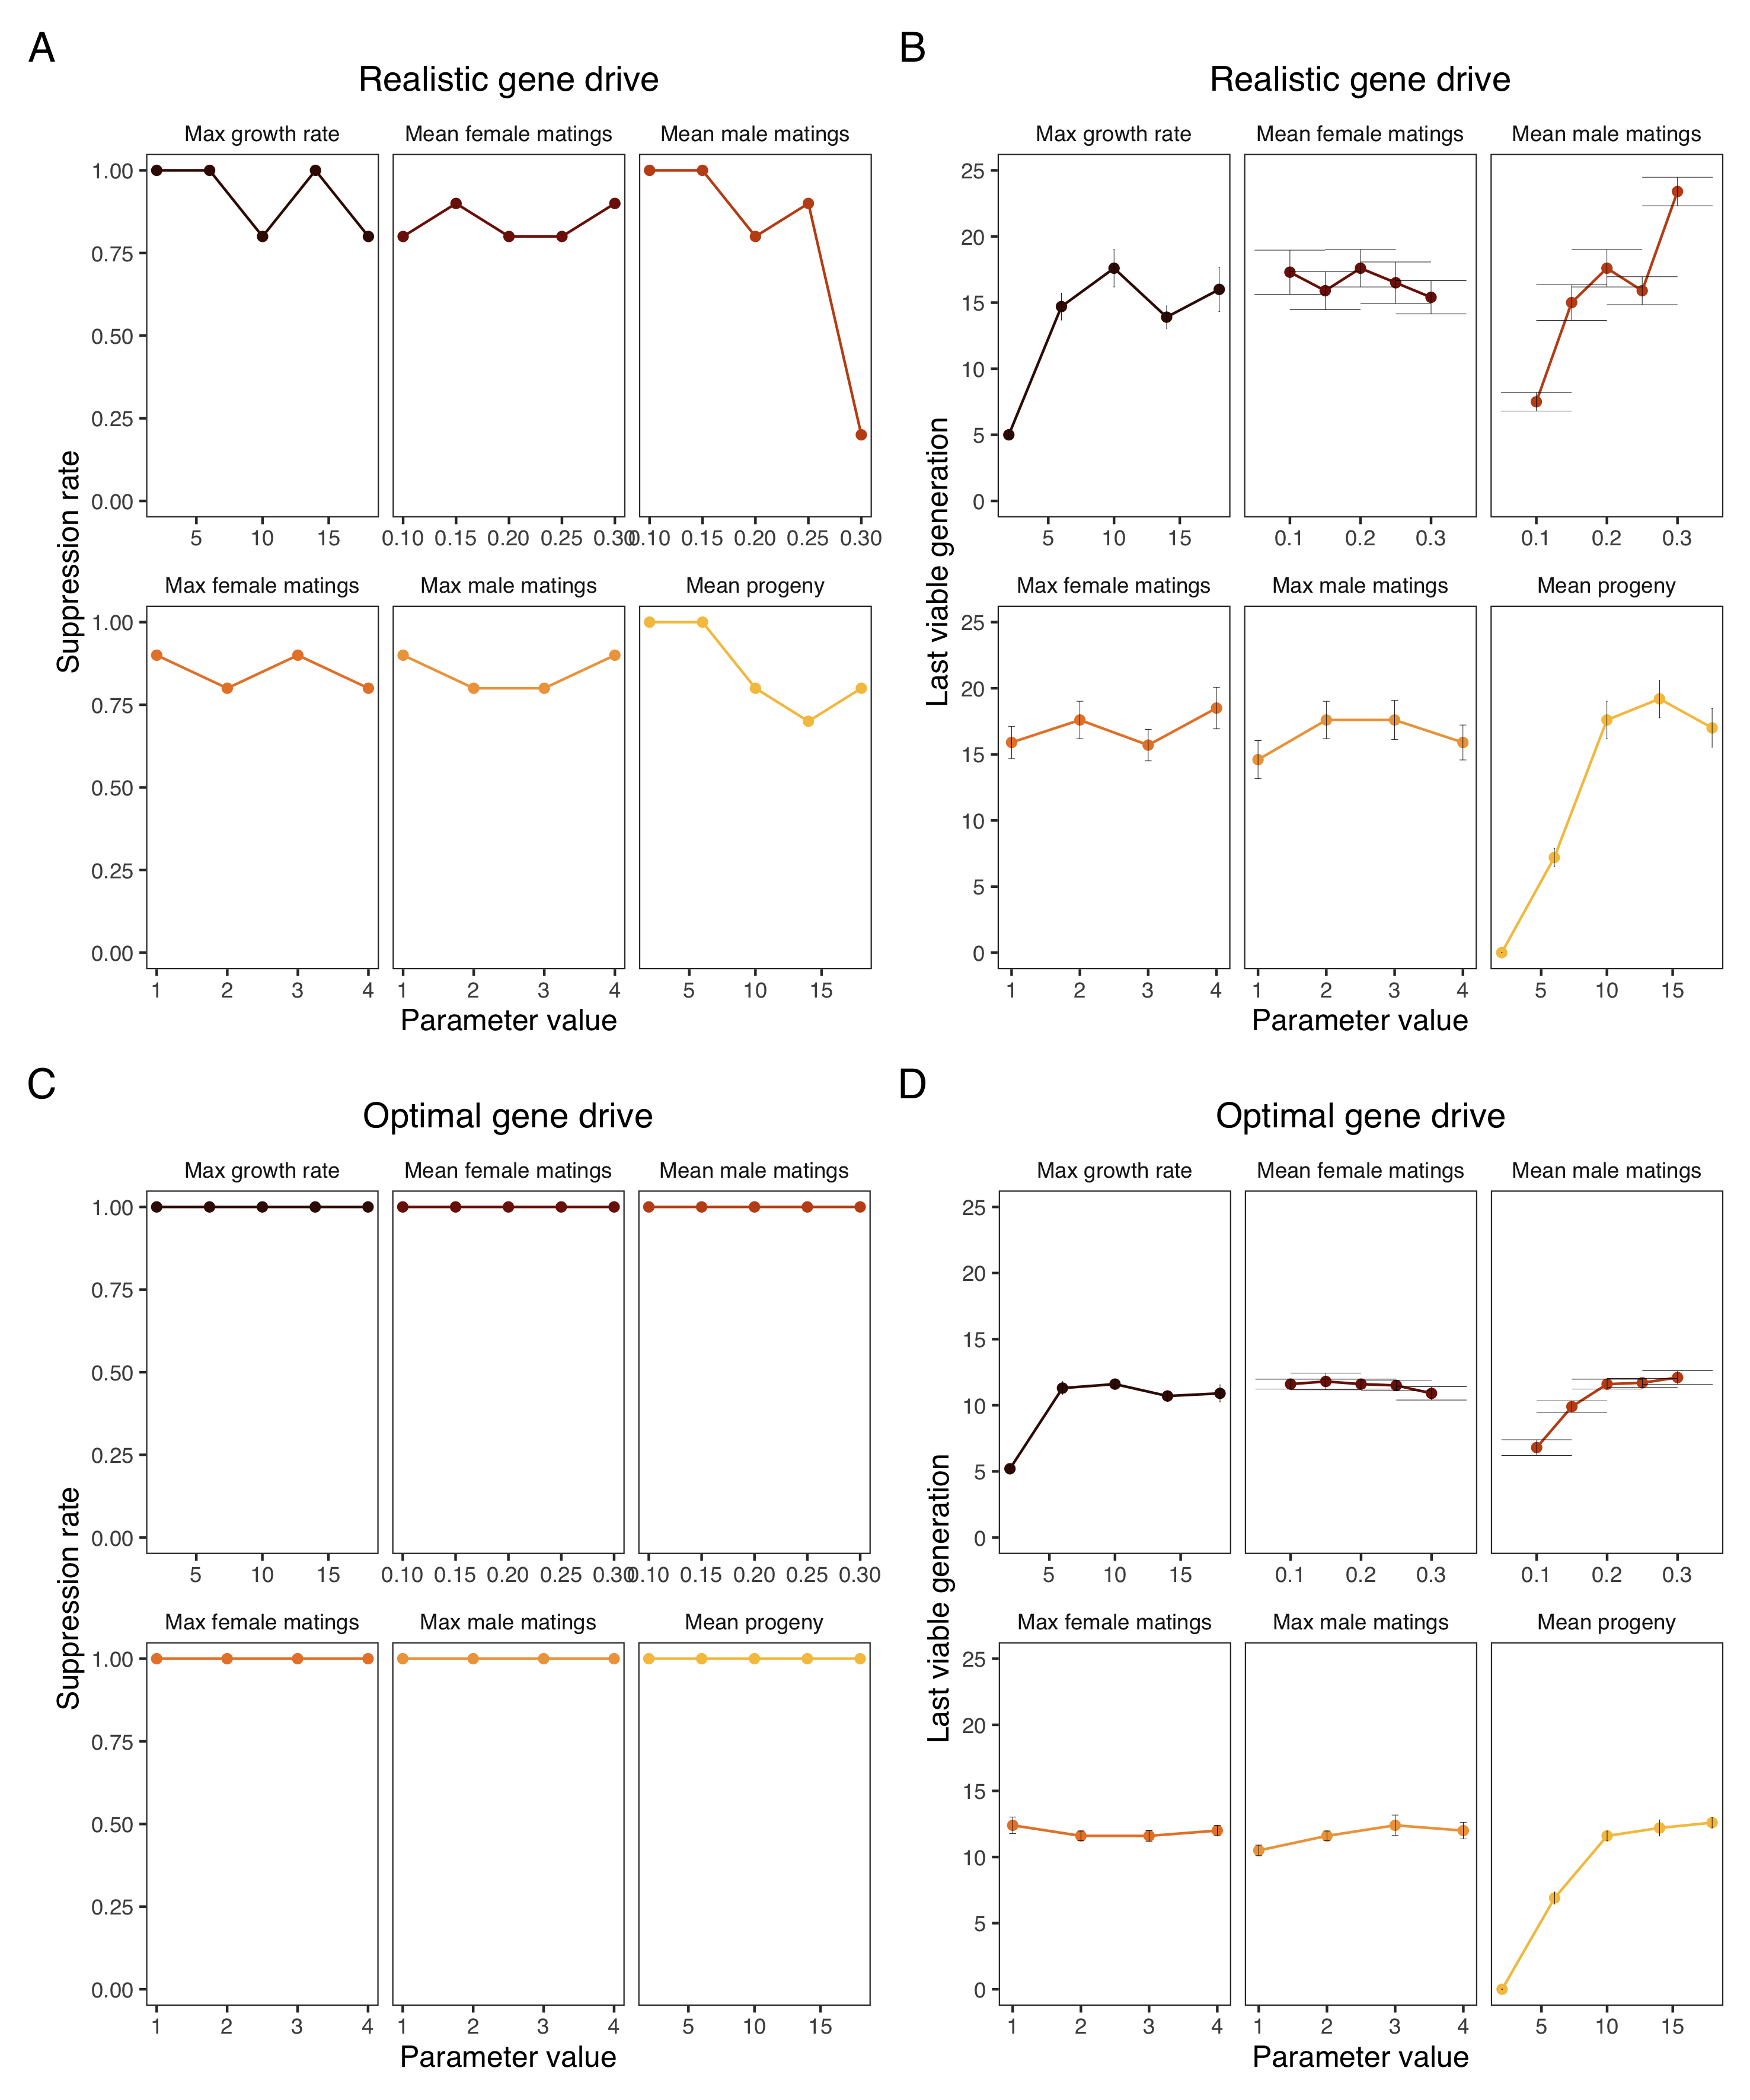 A
Realistic gene drive
Max growth rate Mean female matings Mean male matings
1.00
0.75
0.50
0.25
0.00
5 10 15 0.10 0.15 0.20 0.25 0.30 0.10 0.15 0.20 0.25 0.30
Suppression rate
Max female matings Max male matings Mean progeny
1.00
0.75
0.50
0.25
0.00
1 2 3 4 1 2 3 4 5 10 15
Parameter value
B
Realistic gene drive
Max growth rate Mean female matings Mean male matings
25
20
15
10
5
0
5 10 15 0.1 0.2 0.3 0.1 0.2 0.3
Last viable generation
Max female matings Max male matings Mean progeny
25
20
15
10
5
0
1 2 3 4 1 2 3 4 5 10 15
Parameter value
C
Optimal gene drive
Max growth rate Mean female matings Mean male matings
1.00
0.75
0.50
0.25
0.00
5 10 15 0.10 0.15 0.20 0.25 0.30 0.10 0.15 0.20 0.25 0.30
Suppression rate
Max female matings Max male matings Mean progeny
1.00
0.75
0.50
0.25
0.00
1 2 3 4 1 2 3 4 5 10 15
Parameter value
D
Optimal gene drive
Max growth rate Mean female matings Mean male matings
25
20
15
10
5
0
5 10 15 0.1 0.2 0.3 0.1 0.2 0.3
Last viable generation
Max female matings Max male matings Mean progeny
25
20
15
10
5
0
1 2 3 4 1 2 3 4 5 10 15
Parameter value